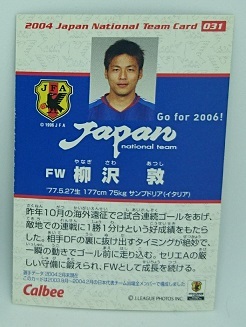 2004 Japan National Team Card 031
JFA
© 1996 J F A
Go for 2006!
Japan
national team
やなぎ さわ あつし
FW 柳沢 敦
'77.5.27生 177cm 75kg サンプドリア(イタリア)
昨年10月の海外遠征で2試合連続ゴールをあげ、
敵地での連戦に1勝1分けという好成績をもたらし
た。相手DFの裏に抜け出すタイミングが絶妙で、
一瞬の動きでゴール前に走り込む。セリエAの厳
しい守備に鍛えられ、FWとして成長を続ける。
Calbee
© J.LEAGUE PHOTOS INC.